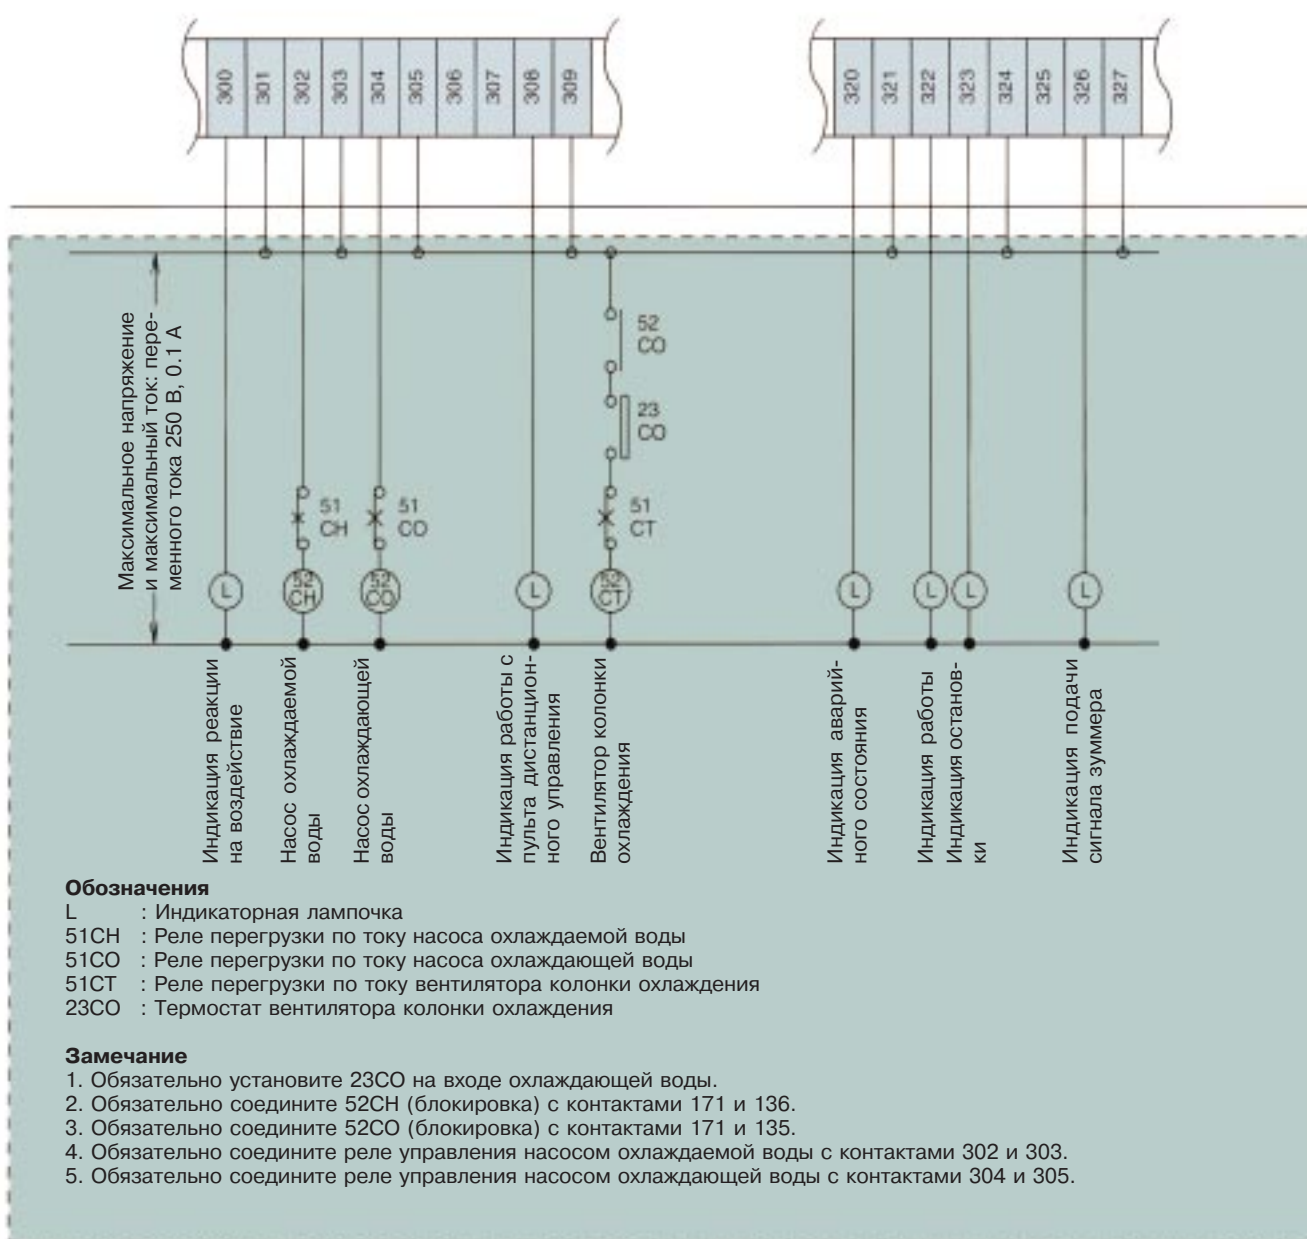 300 301 302 303 304 305 306 307 308 309
320 321 322 323 324 325 326 327
Максимальное напряжение
и максимальный ток: пере-
менного тока 250 В, 0.1 А
52
CO
23
CO
51
CH
51
CO
51
CT
L
52
CH
52
CO
L
52
CT
L
L
L
L
Индикация реакции
на воздействие
Насос охлаждаемой
воды
Насос охлаждающей
воды
Индикация работы с
пульта дистанцион-
ного управления
Вентилятор колонки
охлаждения
Индикация аварий-
ного состояния
Индикация работы
Индикация останов-
ки
Индикация подачи
сигнала зуммера
Обозначения
L : Индикаторная лампочка
51CH : Реле перегрузки по току насоса охлаждаемой воды
51CO : Реле перегрузки по току насоса охлаждающей воды
51CT : Реле перегрузки по току вентилятора колонки охлаждения
23CO : Термостат вентилятора колонки охлаждения
Замечание
1. Обязательно установите 23CO на входе охлаждающей воды.
2. Обязательно соедините 52CH (блокировка) с контактами 171 и 136.
3. Обязательно соедините 52CO (блокировка) с контактами 171 и 135.
4. Обязательно соедините реле управления насосом охлаждаемой воды с контактами 302 и 303.
5. Обязательно соедините реле управления насосом охлаждающей воды с контактами 304 и 305.